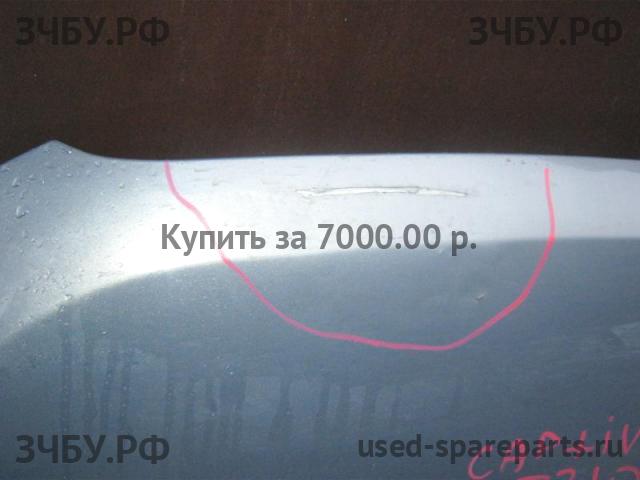 ЗЧБУ.РФ ЗЧБУ.РФ
Купить за 7000.00 р.
ЗЧБУ.РФ used-spareparts.ru